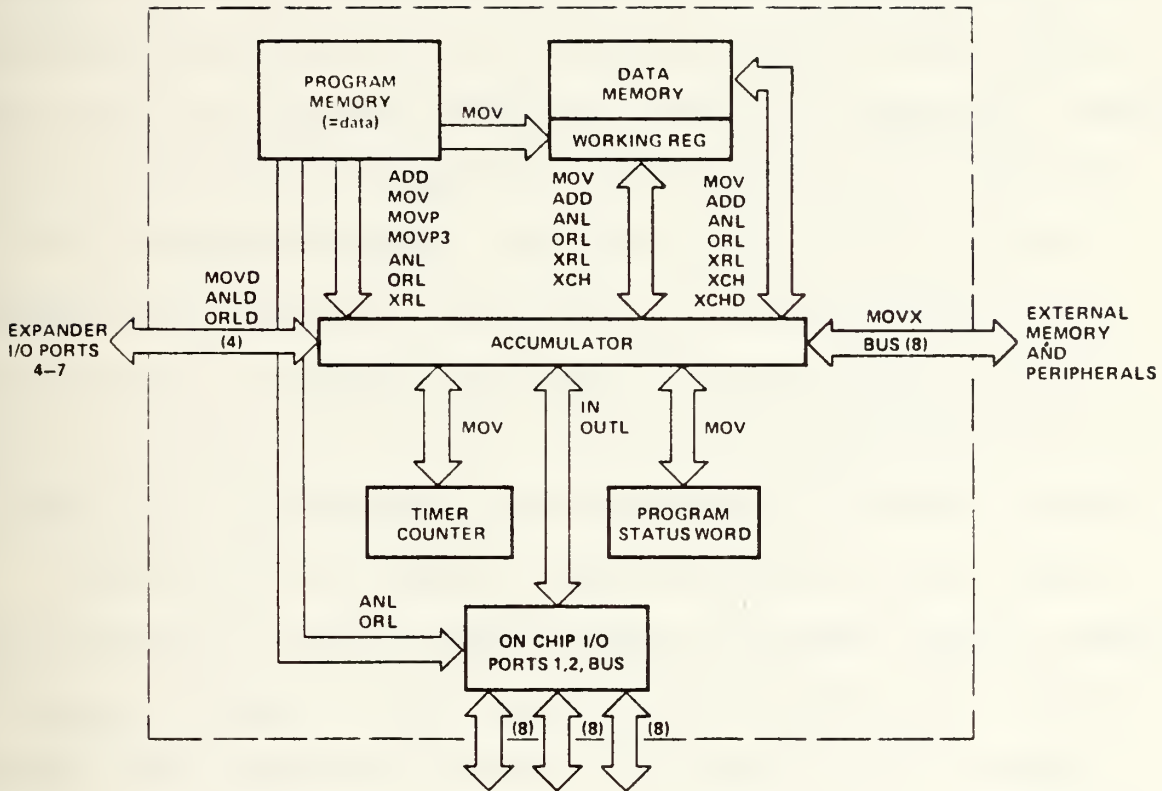 PROGRAM
MEMORY
(=data)
MOV
DATA
MEMORY
WORKING REG
ADD
MOV
MOVP
MOVP3
ANL
ORL
XRL
MOV
ADD
ANL
ORL
XRL
XCH
MOV
ADD
ANL
ORL
XRL
XCH
XCHD
MOVD
ANLD
ORLD
(4)
EXPANDER
I/O PORTS
4–7
ACCUMULATOR
MOVX
BUS (8)
EXTERNAL
MEMORY
AND
PERIPHERALS
MOV
IN
OUTL
MOV
TIMER
COUNTER
PROGRAM
STATUS WORD
ANL
ORL
ON CHIP I/O
PORTS 1,2, BUS
(8)
(8)
(8)